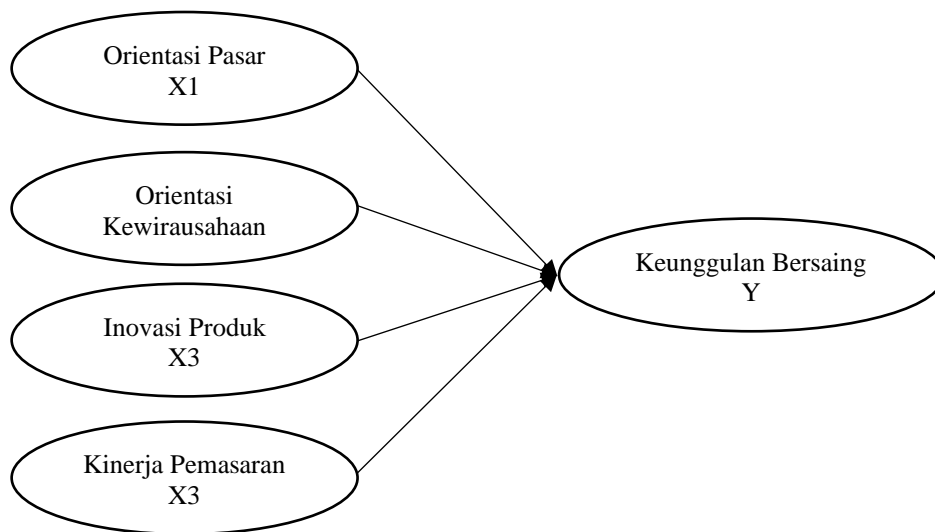 Orientasi Pasar
X1
Orientasi
Kewirausahaan
Keunggulan Bersaing
Y
Inovasi Produk
X3
Kinerja Pemasaran
X3